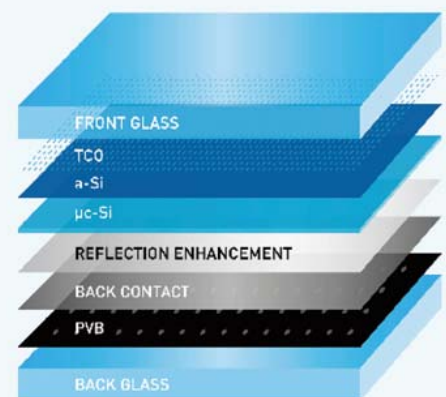 FRONT GLASS
TCO
a-Si
µc-Si
REFLECTION ENHANCEMENT
BACK CONTACT
PVB
BACK GLASS